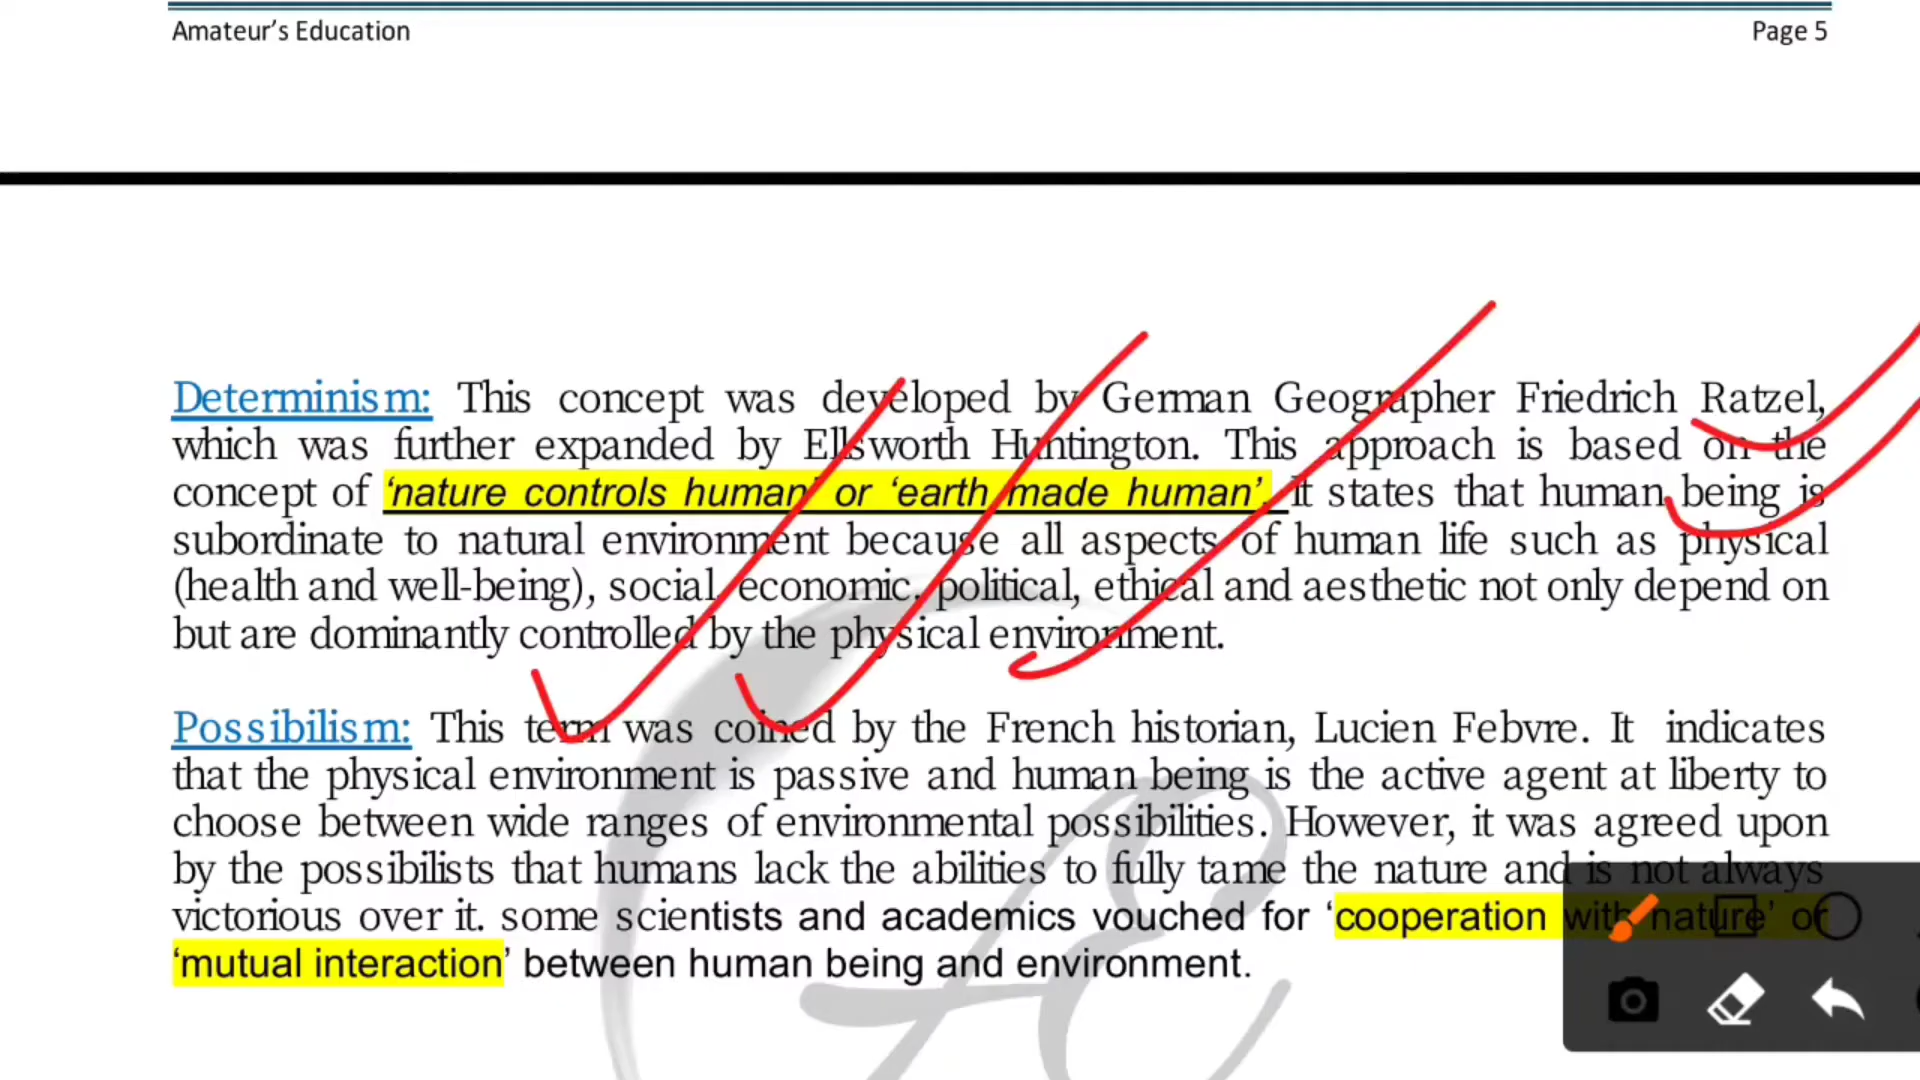 Amateur’s Education Page 5
Determinism: This concept was developed by German Geographer Friedrich Ratzel,
which was further expanded by Ellsworth Huntington. This approach is based on the
concept of ‘nature controls human’ or ‘earth made human’. It states that human being is
subordinate to natural environment because all aspects of human life such as physical
(health and well-being), social, economic, political, ethical and aesthetic not only depend on
but are dominantly controlled by the physical environment.
Possibilism: This term was coined by the French historian, Lucien Febvre. It indicates
that the physical environment is passive and human being is the active agent at liberty to
choose between wide ranges of environmental possibilities. However, it was agreed upon
by the possibilists that humans lack the abilities to fully tame the nature and is not always
victorious over it. some scientists and academics vouched for ‘cooperation with nature’ or
‘mutual interaction’ between human being and environment.